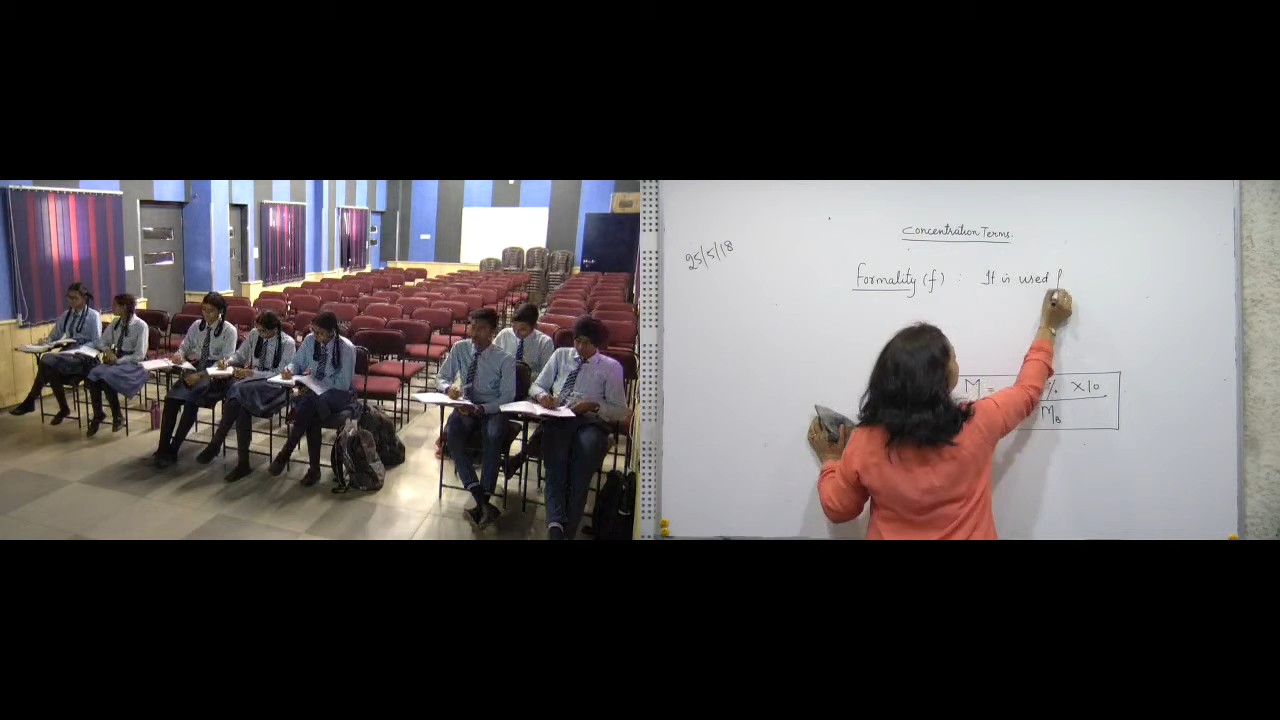 Concentration Terms.
25/5/18
Formality (f) : It is used
M = % X10
M_B